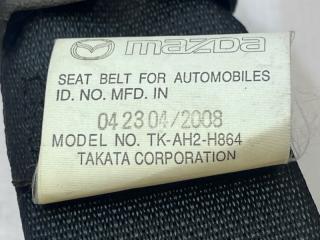 mazda
SEAT BELT FOR AUTOMOBILES
ID. NO. MFD. IN
04 23 04/2008
MODEL NO. TK-AH2-H864
TAKATA CORPORATION